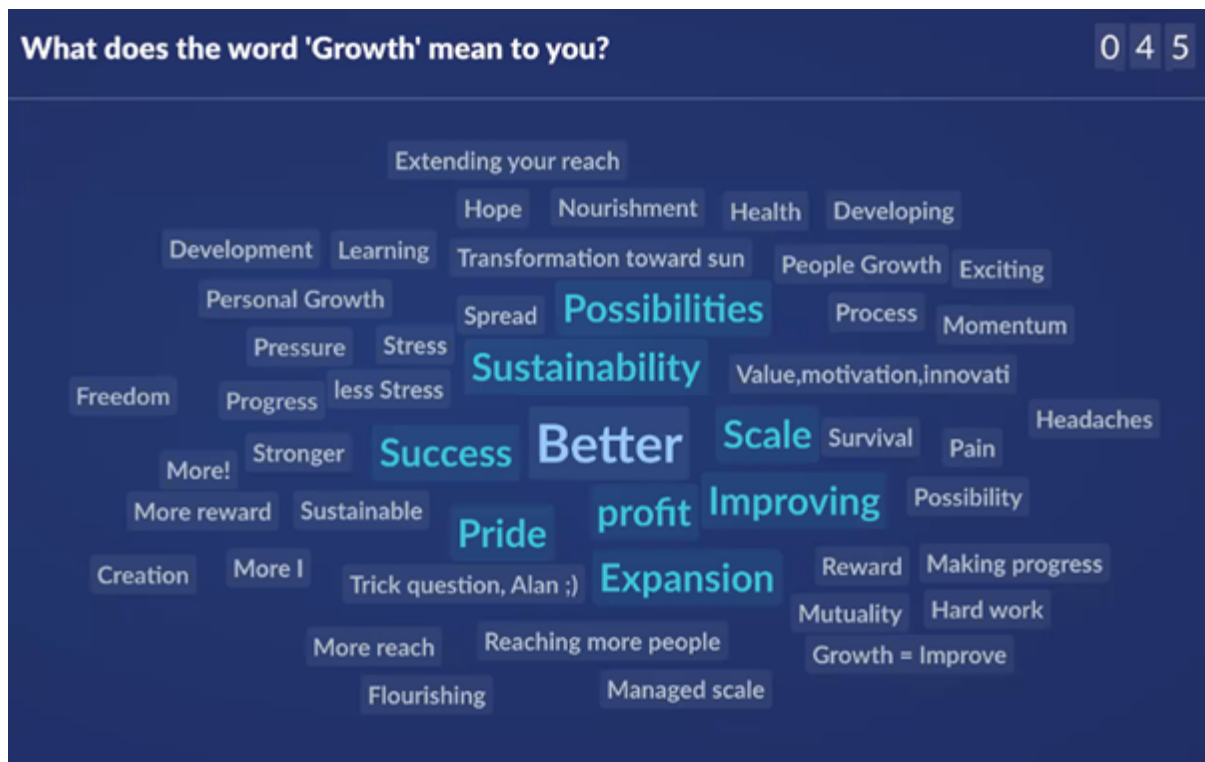 What does the word 'Growth' mean to you?
045
Extending your reach
Hope
Nourishment
Health
Developing
Development
Learning
Transformation toward sun
People Growth
Exciting
Personal Growth
Spread
Possibilities
Process
Momentum
Pressure
Stress
Sustainability
Value,motivation,innovati
Freedom
Progress
less Stress
Headaches
More!
Stronger
Success
Better
Scale
Survival
Pain
More reward
Sustainable
Pride
profit
Improving
Possibility
Creation
More I
Trick question, Alan ;)
Expansion
Reward
Making progress
Mutuality
Hard work
More reach
Reaching more people
Growth = Improve
Flourishing
Managed scale